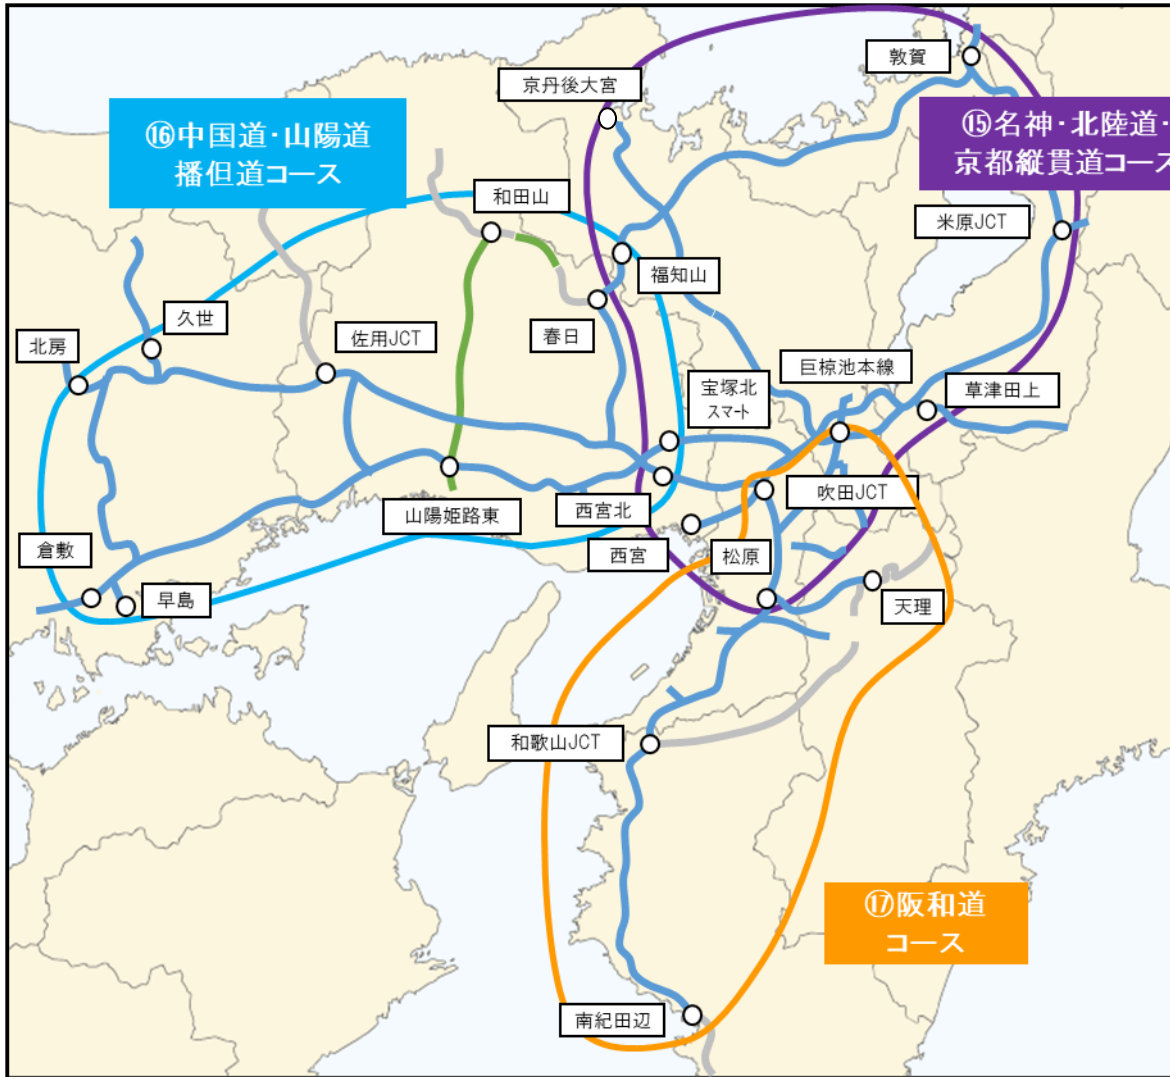 敦賀
京丹後大宮
⑮名神・北陸道・
京都縦貫道コース
⑯中国道・山陽道
播但道コース
和田山
米原JCT
福知山
久世
春日
佐用JCT
北房
巨椋池本線
宝塚北
スマート
草津田上
吹田JCT
山陽姫路東
西宮北
倉敷
西宮
松原
早島
天理
和歌山JCT
⑰阪和道
コース
南紀田辺